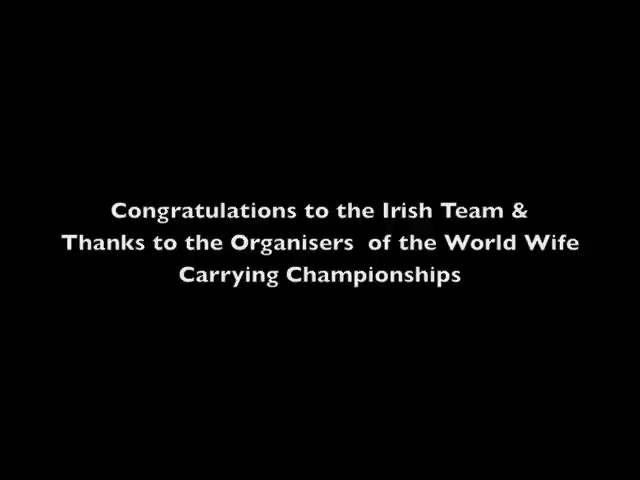 Congratulations to the Irish Team &
Thanks to the Organisers of the World Wife
Carrying Championships